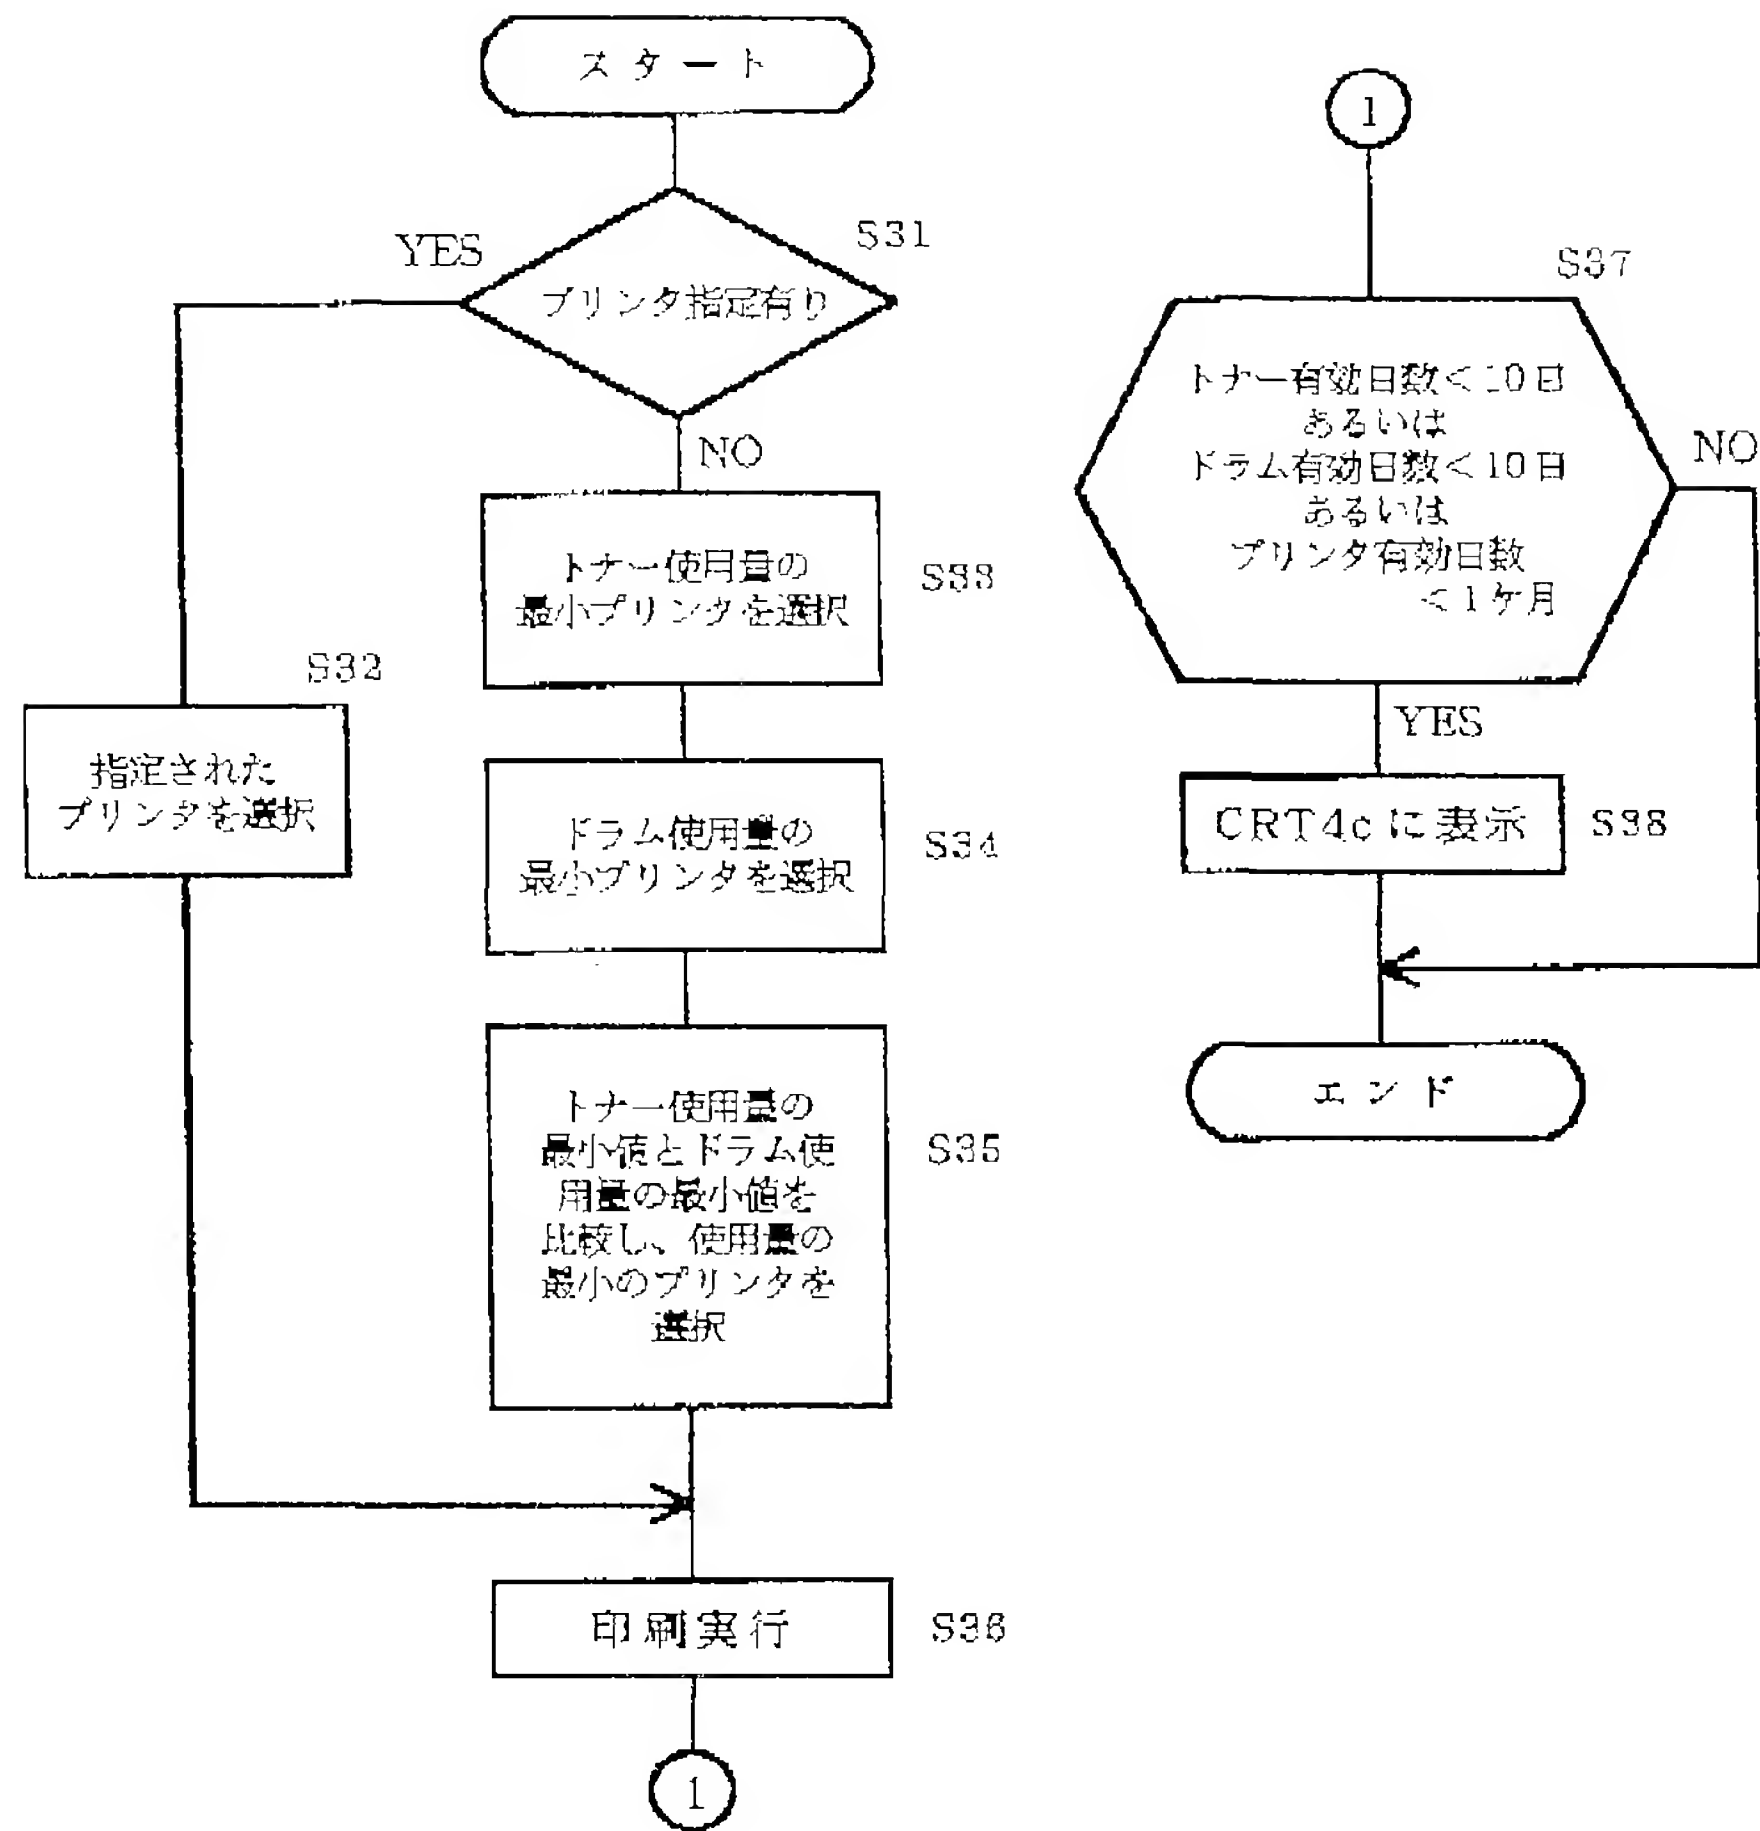 スタート
S31
YES
プリンタ指定有り
NO
トナー使用量の
最小プリンタを選択
S33
S32
指定された
プリンタを選択
ドラム使用量の
最小プリンタを選択
S34
トナー使用量の
最小値とドラム使
用量の最小値を
比較し、使用量の
最小のプリンタを
選択
S35
印刷実行
S36
1
1
S37
トナー有効日数<10日
あるいは
ドラム有効日数<10日
あるいは
プリンタ有効日数
<1ケ月
NO
YES
CRT4cに表示
S38
エンド